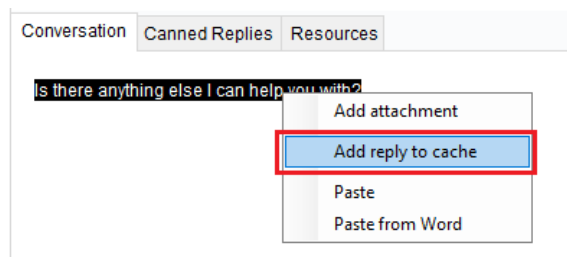 Conversation Canned Replies Resources
Is there anything else I can help you with?
Add attachment
Add reply to cache
Paste
Paste from Word